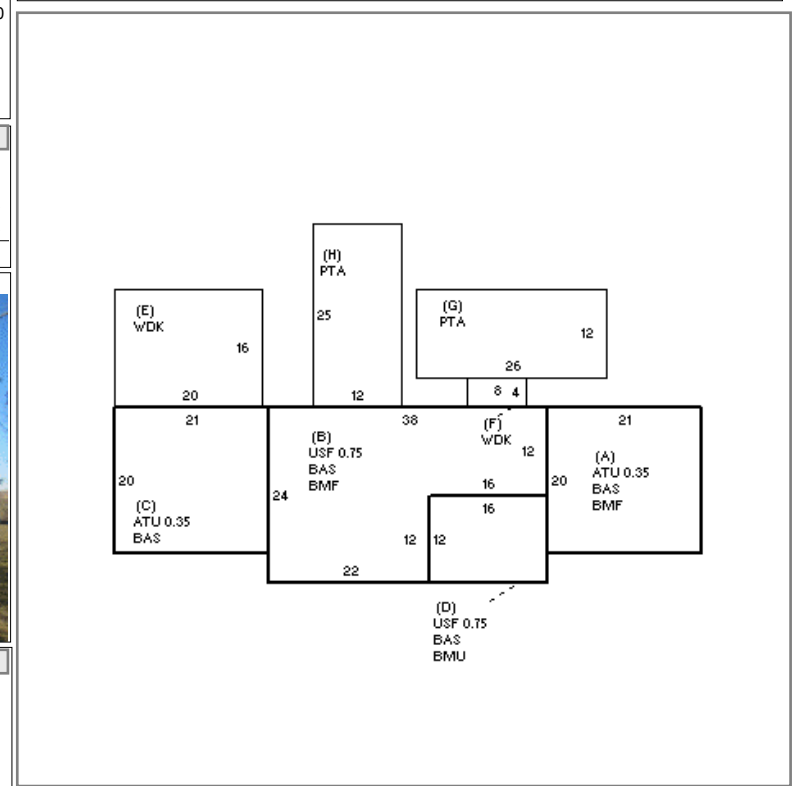 (H)
PTA
25
12
(E)
WDK
16
20
(G)
PTA
12
26
8 4
21
20
(C)
ATU 0.35
BAS
38
(B)
USF 0.75
BAS
BMF
24
22
12
(F)
WDK
12
16
16
12
21
20
(A)
ATU 0.35
BAS
BMF
(D)
USF 0.75
BAS
BMU